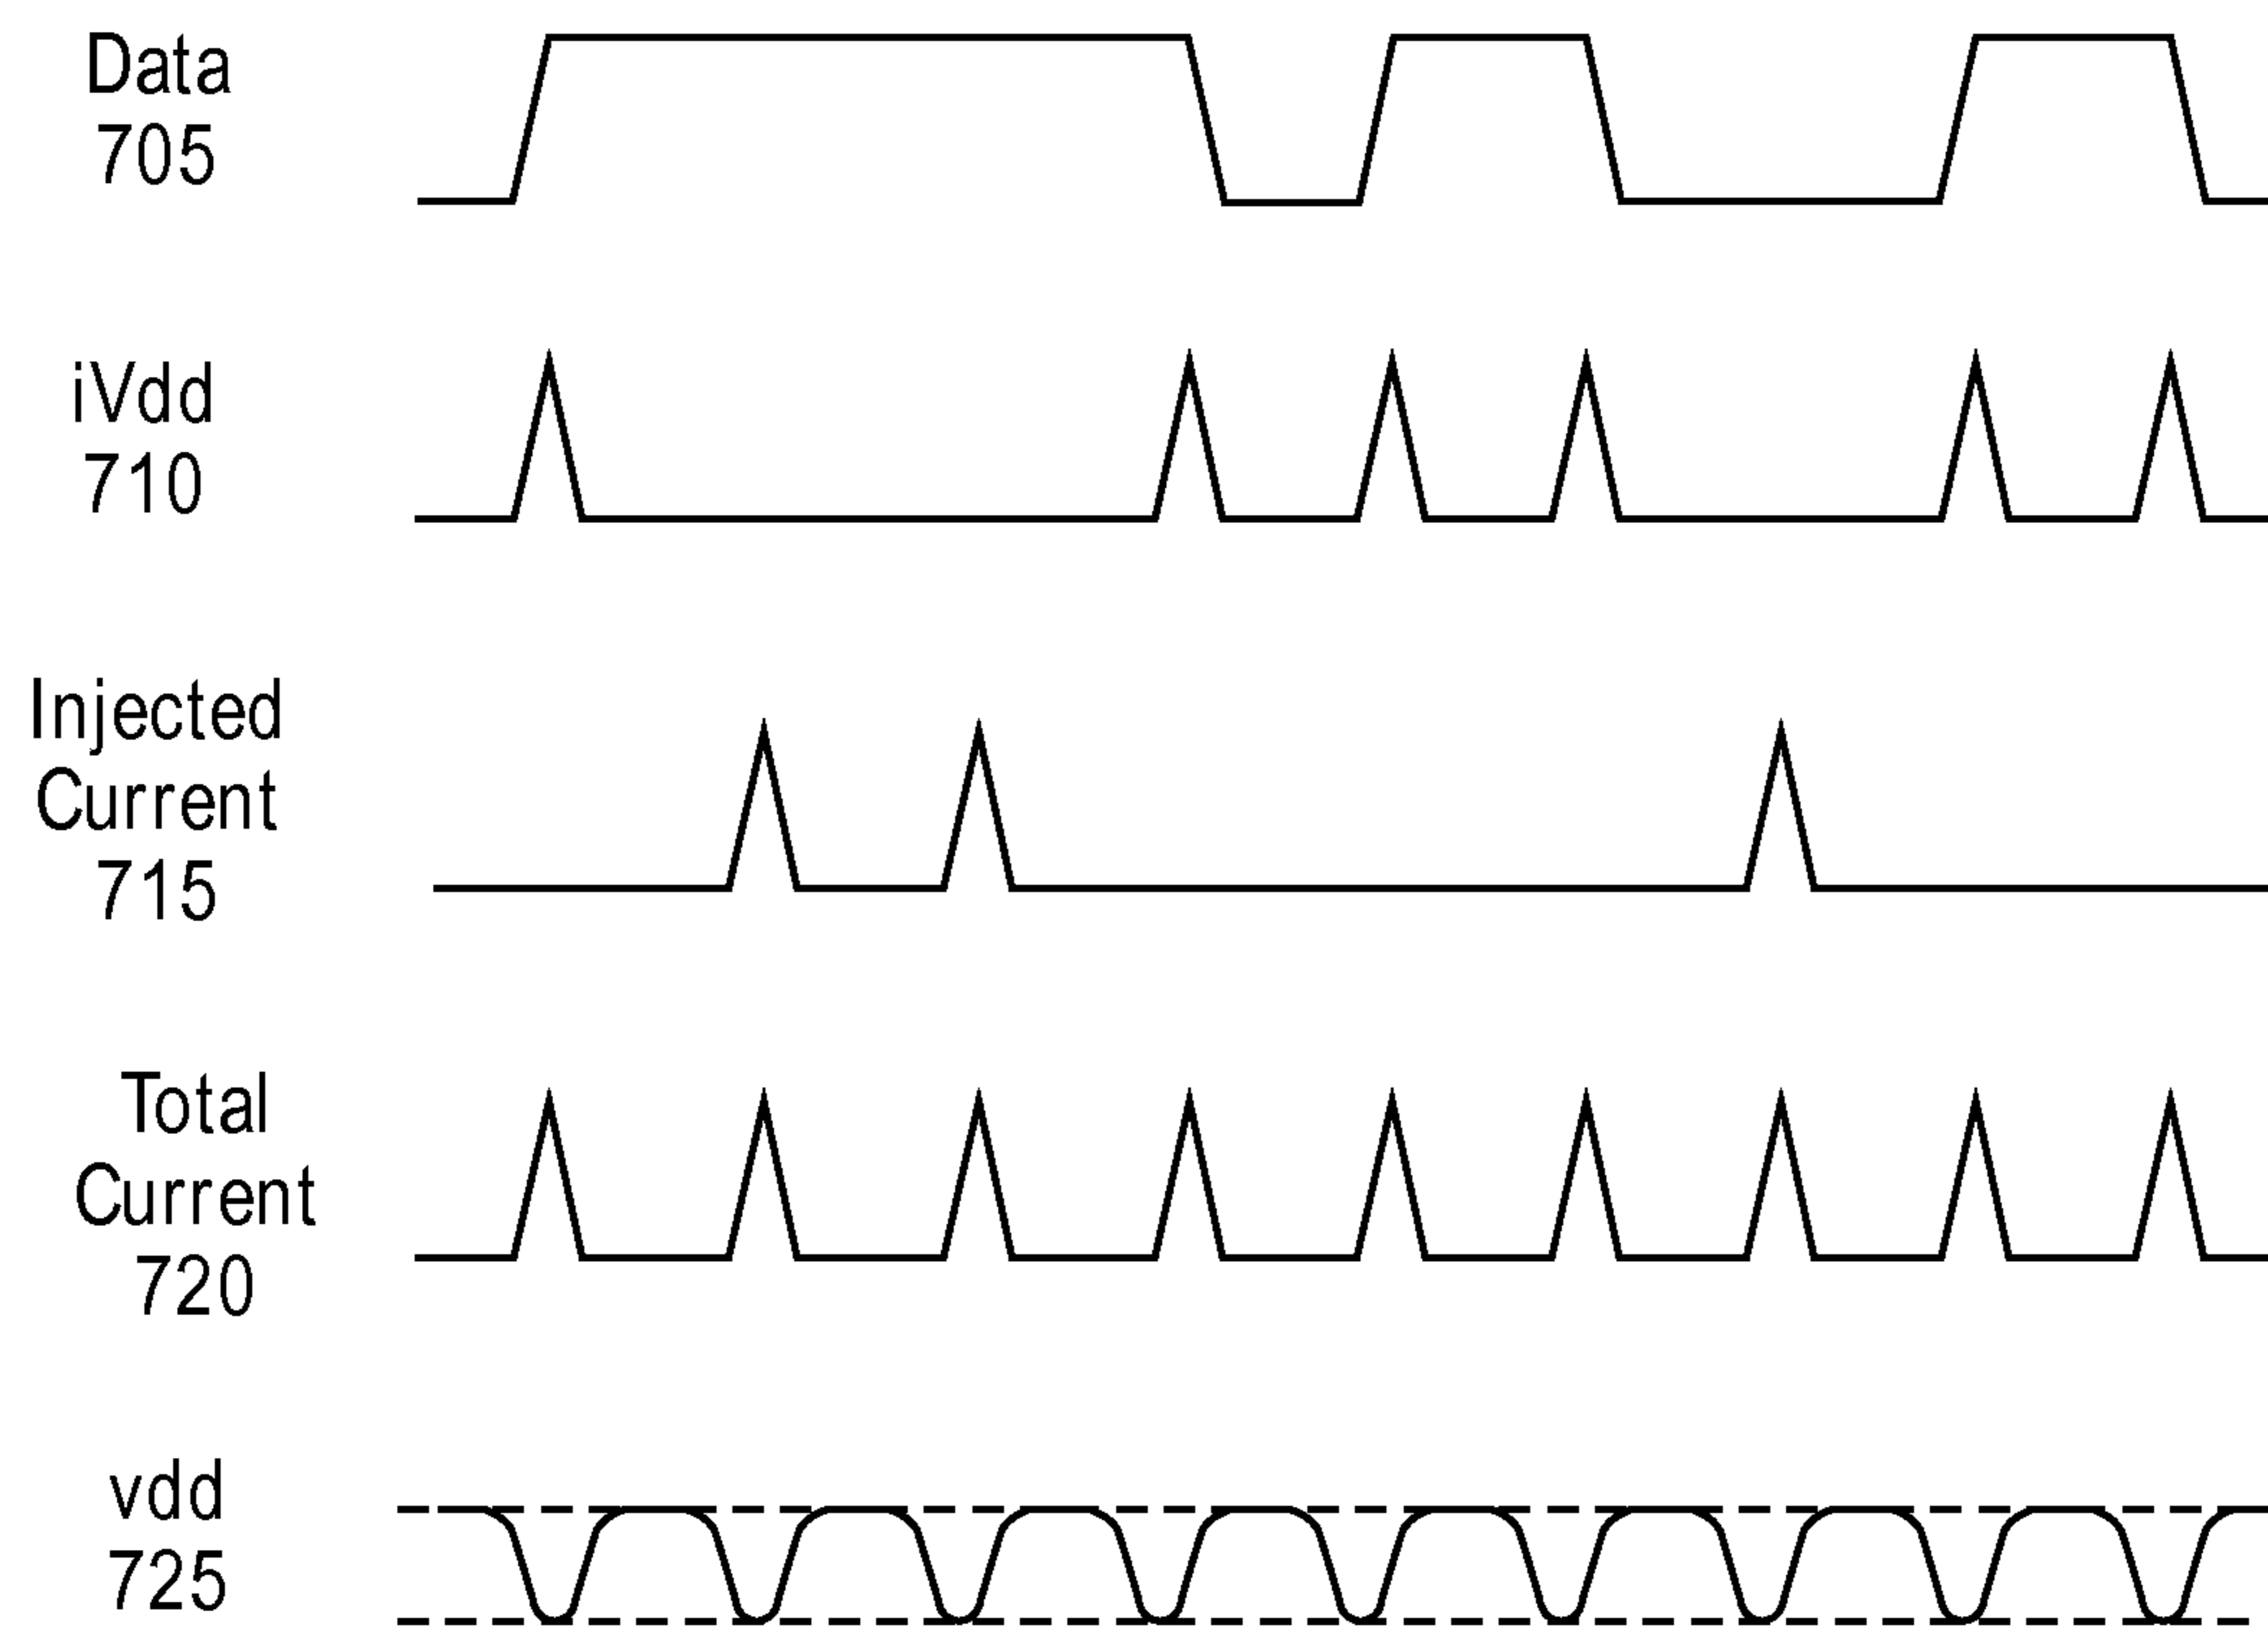 Data
705
iVdd
710
Injected
Current
715
Total
Current
720
vdd
725